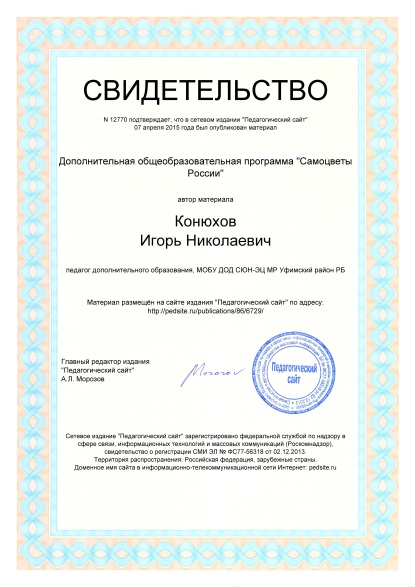 СВИДЕТЕЛЬСТВО
N 12770 подтверждает, что в сетевом издании "Педагогический сайт"
07 апреля 2015 года был опубликован материал
Дополнительная общеобразовательная программа "Самоцветы
России"
автор материала
Конюхов
Игорь Николаевич
педагог дополнительного образования, МОБУ ДОД СЮН-ЭЦ МР Уфимский район РБ
Материал размещён на сайте издания "Педагогический сайт" по адресу:
http://pedsite.ru/publications/86/6729/
Главный редактор издания
"Педагогический сайт"
А.Л. Морозов
Morozov
Педагогический
сайт
Сетевое издание "Педагогический сайт" зарегистрировано федеральной службой по надзору в
сфере связи, информационных технологий и массовых коммуникаций (Роскомнадзор),
свидетельство о регистрации СМИ ЭЛ № ФС77-56318 от 02.12.2013.
Территория распространения: Российская федерация, зарубежные страны.
Доменное имя сайта в информационно-телекоммуникационной сети Интернет: pedsite.ru